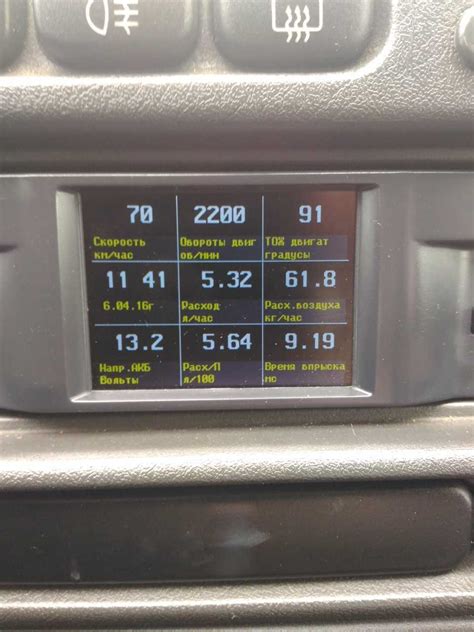 70 2200 91
Скорость Обороты двиг ТОЖ двигат
км/час об/мин градусы
11 41 5.32 61.8
6.04.16г Расход Расх.воздуха
л/час кг/час
13.2 5.64 9.19
Напр.АКБ Расх/П Время впрыска
Вольты л/100 мс